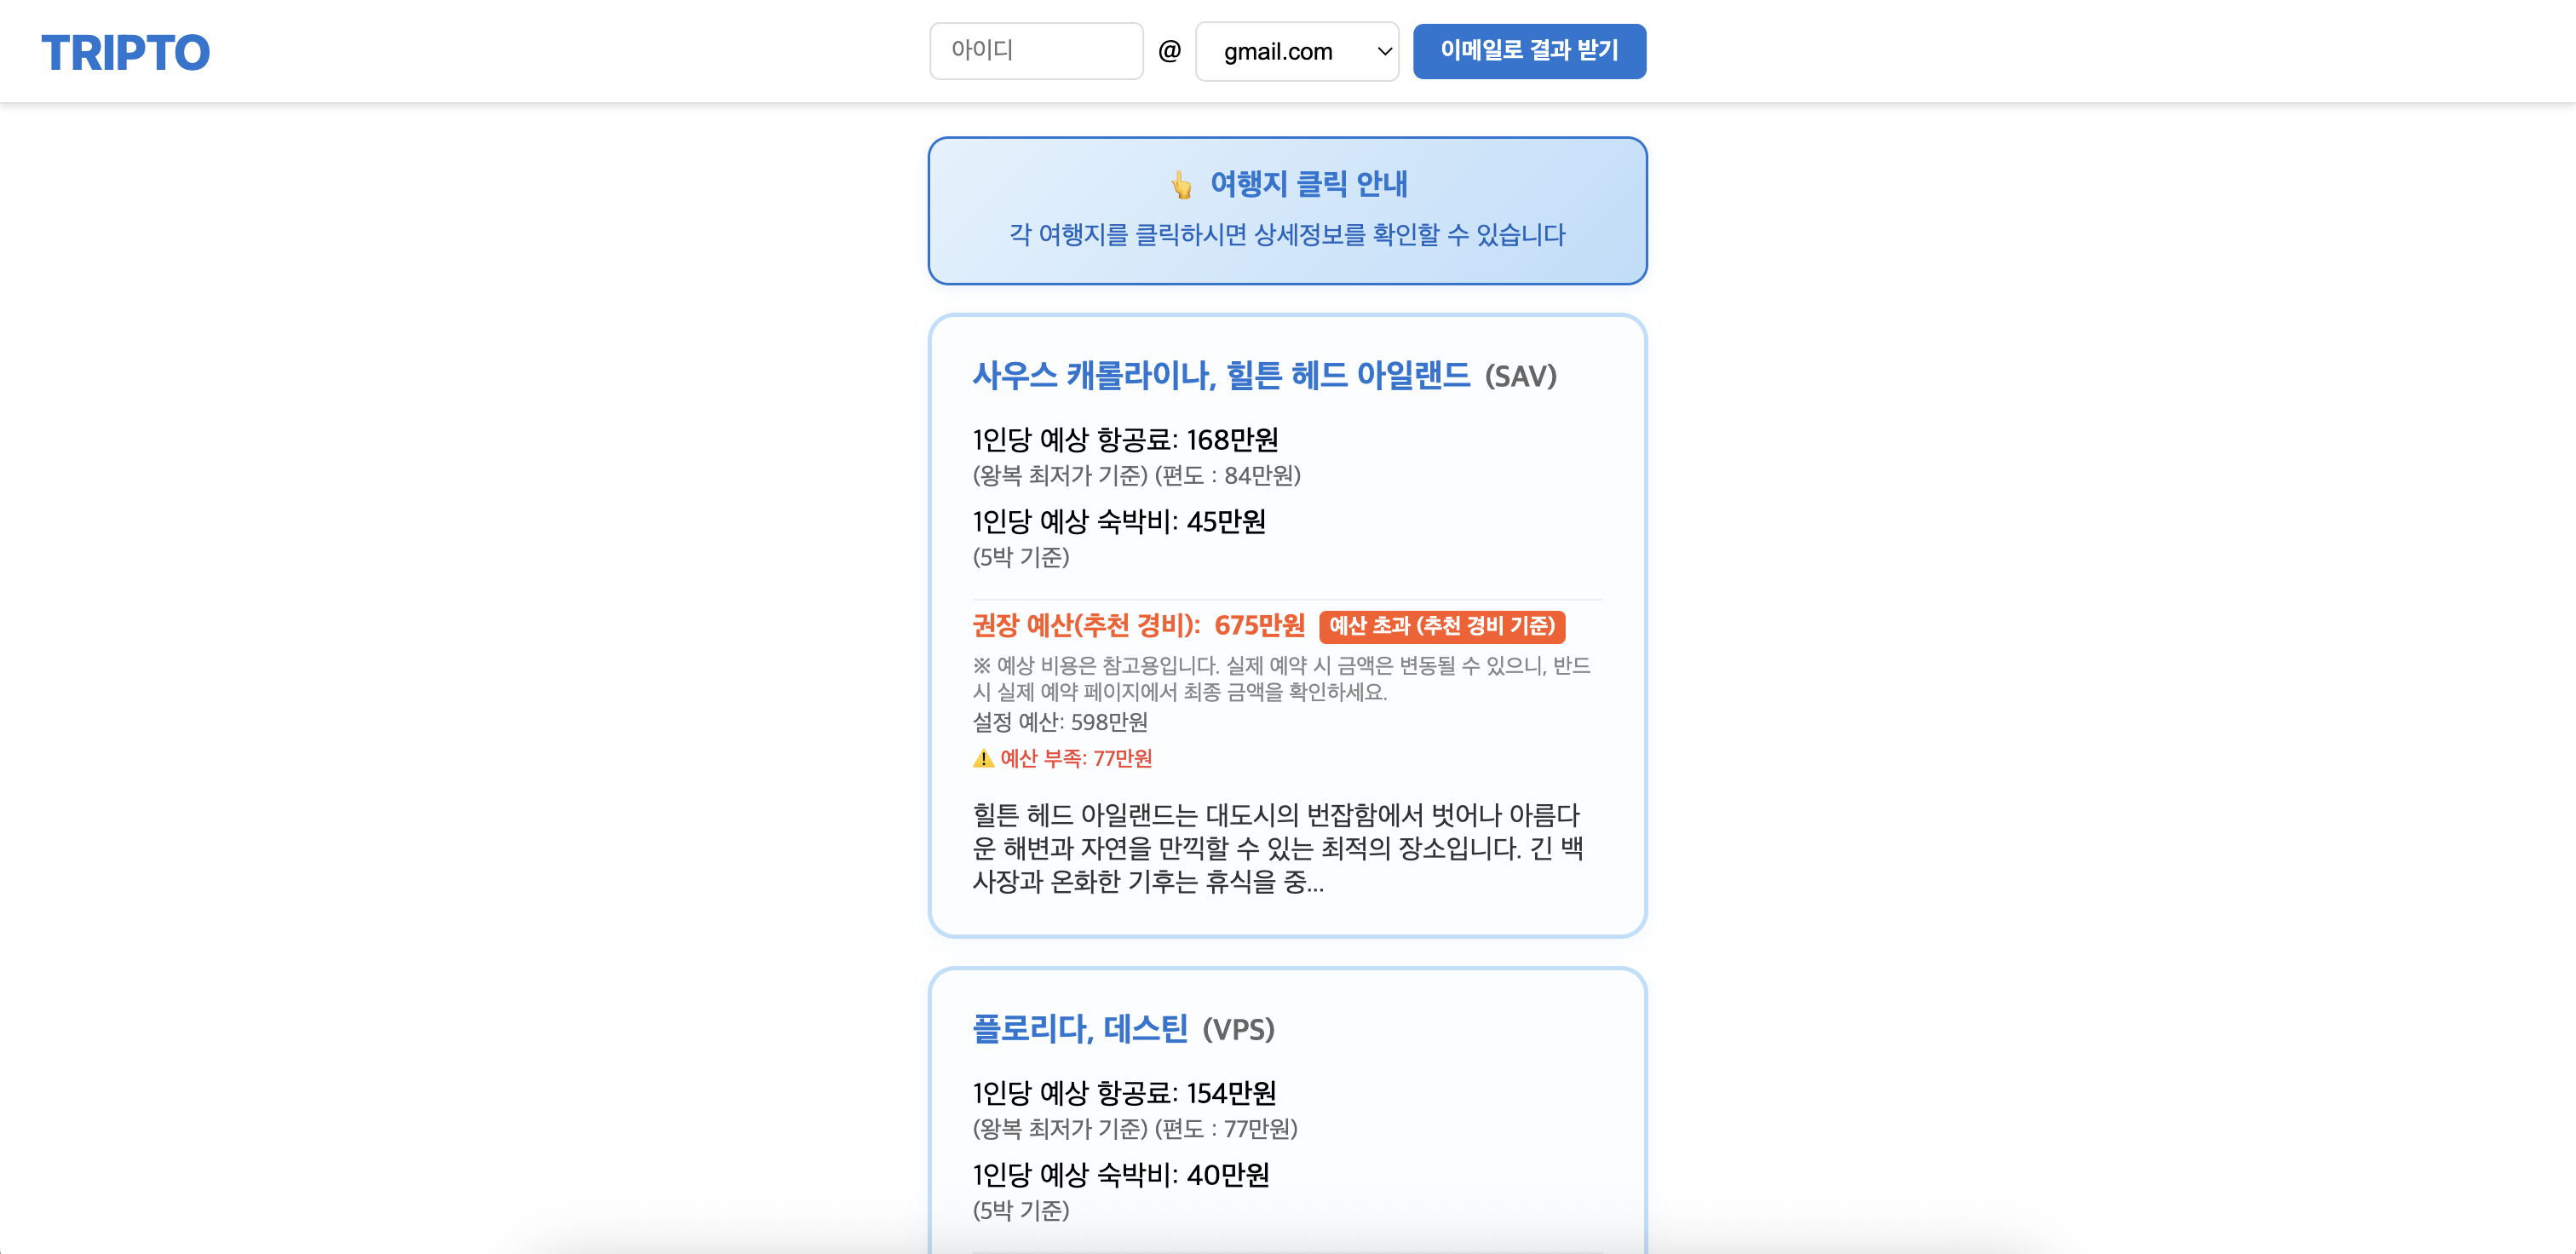 TRIPTO
아이디 @ gmail.com 이메일로 결과 받기
👆 여행지 클릭 안내
각 여행지를 클릭하시면 상세정보를 확인할 수 있습니다
사우스 캐롤라이나, 힐튼 헤드 아일랜드 (SAV)
1인당 예상 항공료: 168만원
(왕복 최저가 기준) (편도 : 84만원)
1인당 예상 숙박비: 45만원
(5박 기준)
권장 예산(추천 경비): 675만원 예산 초과 (추천 경비 기준)
※ 예상 비용은 참고용입니다. 실제 예약 시 금액은 변동될 수 있으니, 반드
시 실제 예약 페이지에서 최종 금액을 확인하세요.
설정 예산: 598만원
⚠️ 예산 부족: 77만원
힐튼 헤드 아일랜드는 대도시의 번잡함에서 벗어나 아름다
운 해변과 자연을 만끽할 수 있는 최적의 장소입니다. 긴 백
사장과 온화한 기후는 휴식을 중...
플로리다, 데스틴 (VPS)
1인당 예상 항공료: 154만원
(왕복 최저가 기준) (편도 : 77만원)
1인당 예상 숙박비: 40만원
(5박 기준)